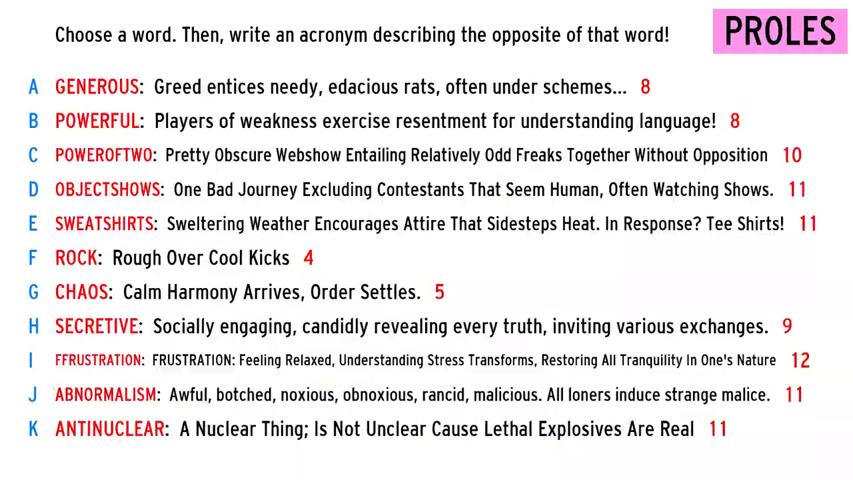 Choose a word. Then, write an acronym describing the opposite of that word!
PROLES
A GENEROUS: Greed entices needy, edacious rats, often under schemes... 8
B POWERFUL: Players of weakness exercise resentment for understanding language! 8
C POWEROFTWO: Pretty Obscure Webshow Entailing Relatively Odd Freaks Together Without Opposition 10
D OBJECTSHOWS: One Bad Journey Excluding Contestants That Seem Human, Often Watching Shows. 11
E SWEATSHIRTS: Sweltering Weather Encourages Attire That Sidesteps Heat. In Response? Tee Shirts! 11
F ROCK: Rough Over Cool Kicks 4
G CHAOS: Calm Harmony Arrives, Order Settles. 5
H SECRETIVE: Socially engaging, candidly revealing every truth, inviting various exchanges. 9
I FFRUSTRATION: FRUSTRATION: Feeling Relaxed, Understanding Stress Transforms, Restoring All Tranquility In One's Nature 12
J ABNORMALISM: Awful, botched, noxious, obnoxious, rancid, malicious. All loners induce strange malice. 11
K ANTINUCLEAR: A Nuclear Thing; Is Not Unclear Cause Lethal Explosives Are Real 11